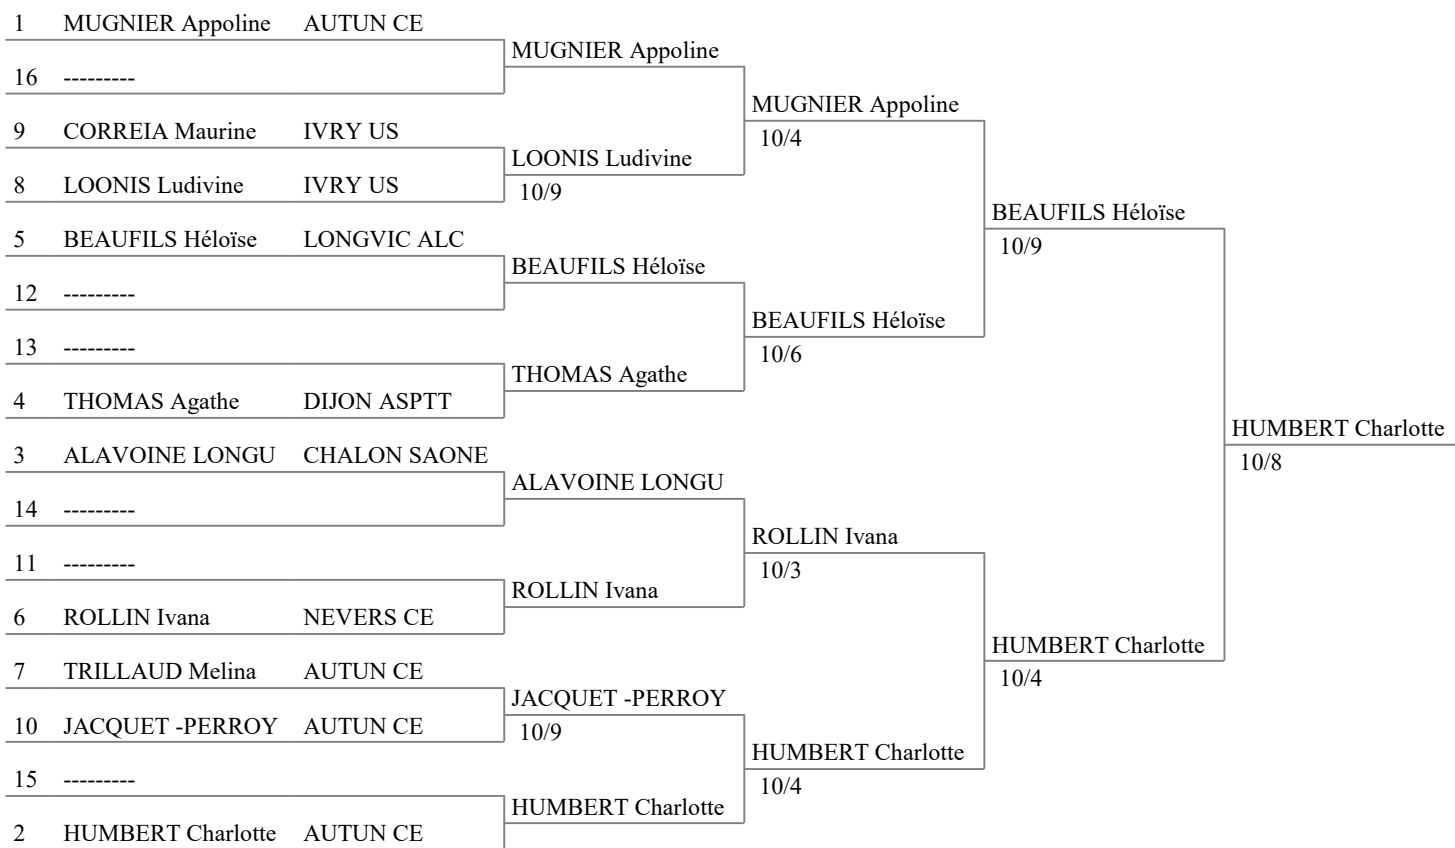 1 MUGNIER Appoline AUTUN CE
MUGNIER Appoline
16 ---------
MUGNIER Appoline
9 CORREIA Maurine IVRY US
10/4
LOONIS Ludivine
8 LOONIS Ludivine IVRY US
10/9
BEAUFILS Héloïse
5 BEAUFILS Héloïse LONGVIC ALC
10/9
BEAUFILS Héloïse
12 ---------
BEAUFILS Héloïse
13 ---------
10/6
THOMAS Agathe
4 THOMAS Agathe DIJON ASPTT
HUMBERT Charlotte
3 ALAVOINE LONGU CHALON SAONE
10/8
ALAVOINE LONGU
14 ---------
ROLLIN Ivana
11 ---------
10/3
ROLLIN Ivana
6 ROLLIN Ivana NEVERS CE
HUMBERT Charlotte
7 TRILLAUD Melina AUTUN CE
10/4
JACQUET -PERROY
10 JACQUET -PERROY AUTUN CE
10/9
HUMBERT Charlotte
15 ---------
10/4
HUMBERT Charlotte
2 HUMBERT Charlotte AUTUN CE